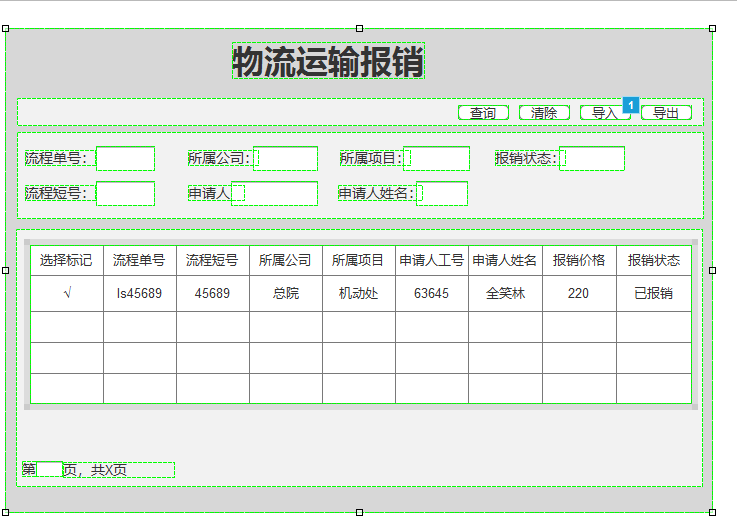 物流运输报销
查询 清除 导入 1 导出
流程单号： 所属公司： 所属项目： 报销状态：
流程短号： 申请人 申请人姓名：
选择标记 流程单号 流程短号 所属公司 所属项目 申请人工号 申请人姓名 报销价格 报销状态
√ ls45689 45689 总院 机动处 63645 全笑林 220 已报销
第 页，共X页